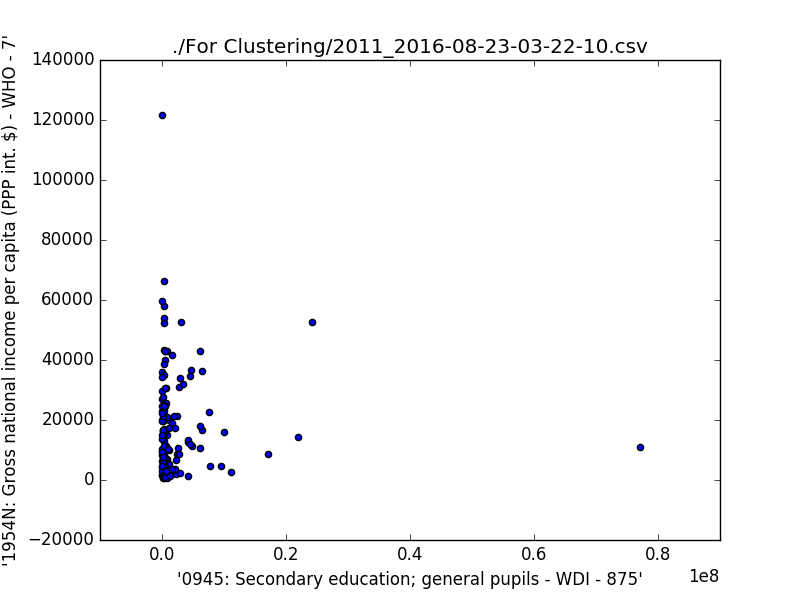 ./For Clustering/2011_2016-08-23-03-22-10.csv
'1954N: Gross national income per capita (PPP int. $) - WHO - 7'
140000
120000
100000
80000
60000
40000
20000
0
−20000
0.0 0.2 0.4 0.6 0.8
1e8
'0945: Secondary education; general pupils - WDI - 875'